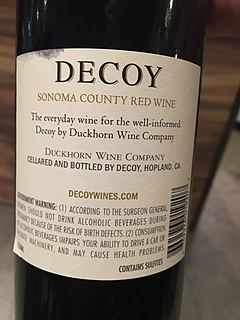 DECOY
SONOMA COUNTY RED WINE
The everyday wine for the well-informed.
Decoy by Duckhorn Wine Company
DUCKHORN WINE COMPANY
CELLARED AND BOTTLED BY DECOY, HOPLAND, CA.
DECOYWINES.COM
WARNING: (1) ACCORDING TO THE SURGEON GENERAL,
SHOULD NOT DRINK ALCOHOLIC BEVERAGES DURING
BECAUSE OF THE RISK OF BIRTH DEFECTS. (2) CONSUMPTION
BEVERAGES IMPAIRS YOUR ABILITY TO DRIVE A CAR OR
MACHINERY, AND MAY CAUSE HEALTH PROBLEMS.
CONTAINS SULFITES